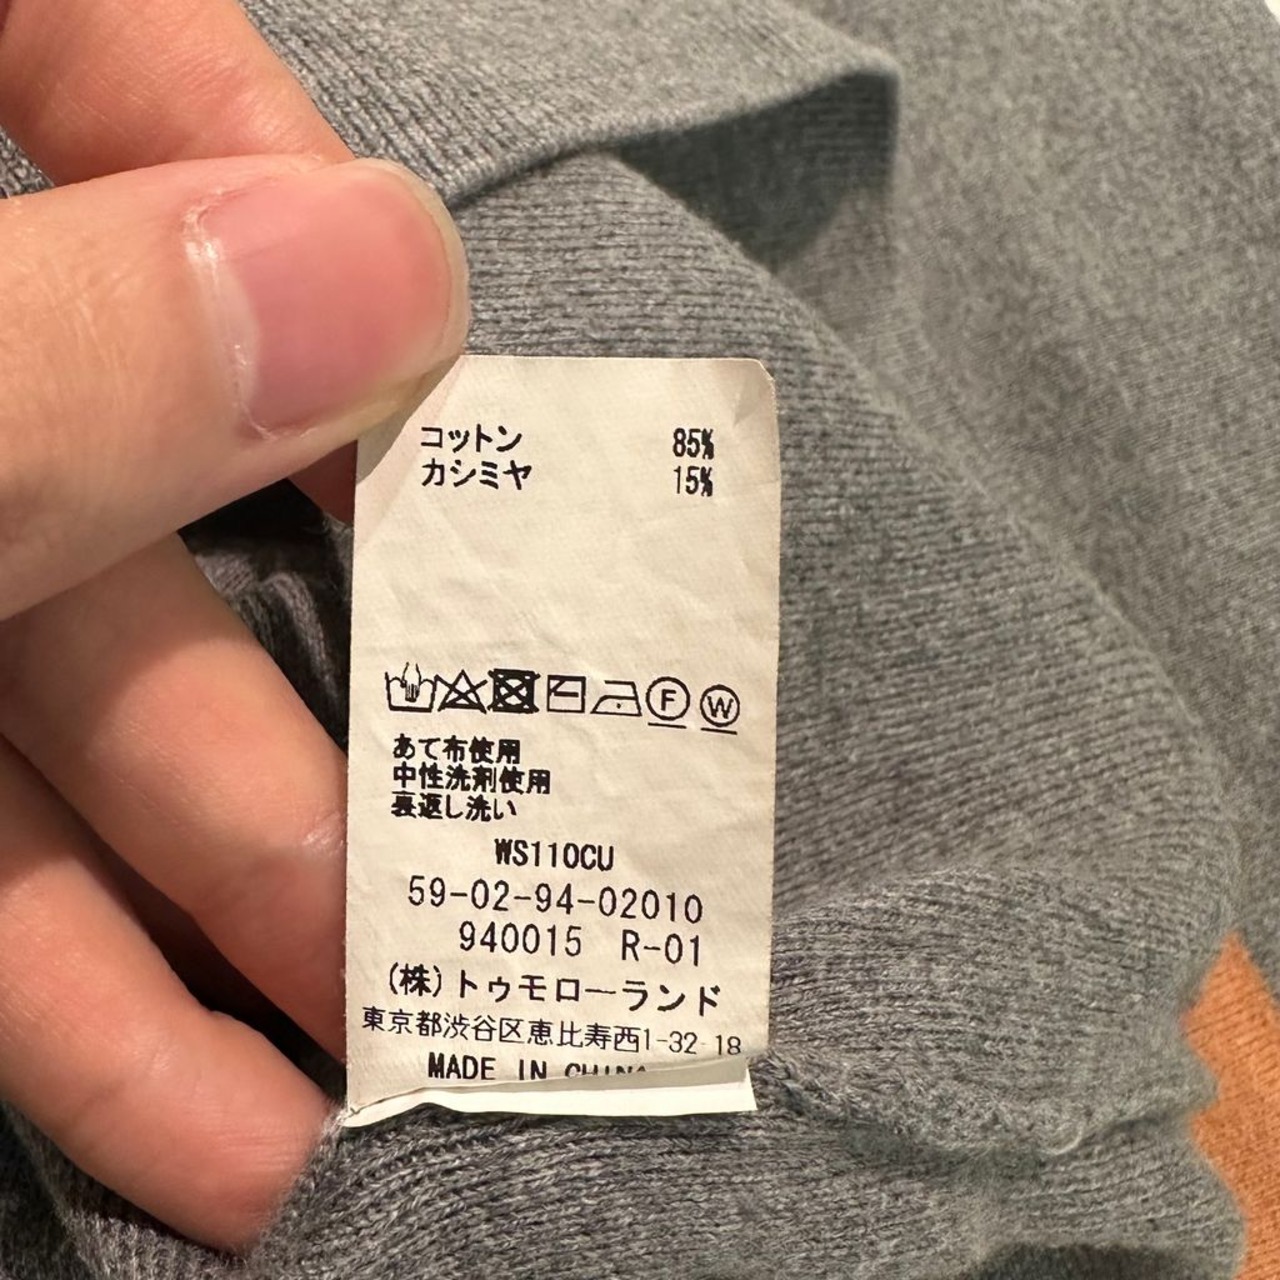 コットン 85%
カシミヤ 15%
F W
あて布使用
中性洗剤使用
裏返し洗い
WS110CU
59-02-94-02010
940015 R-01
(株)トゥモローランド
東京都渋谷区恵比寿西1-32-18
MADE IN CHINA